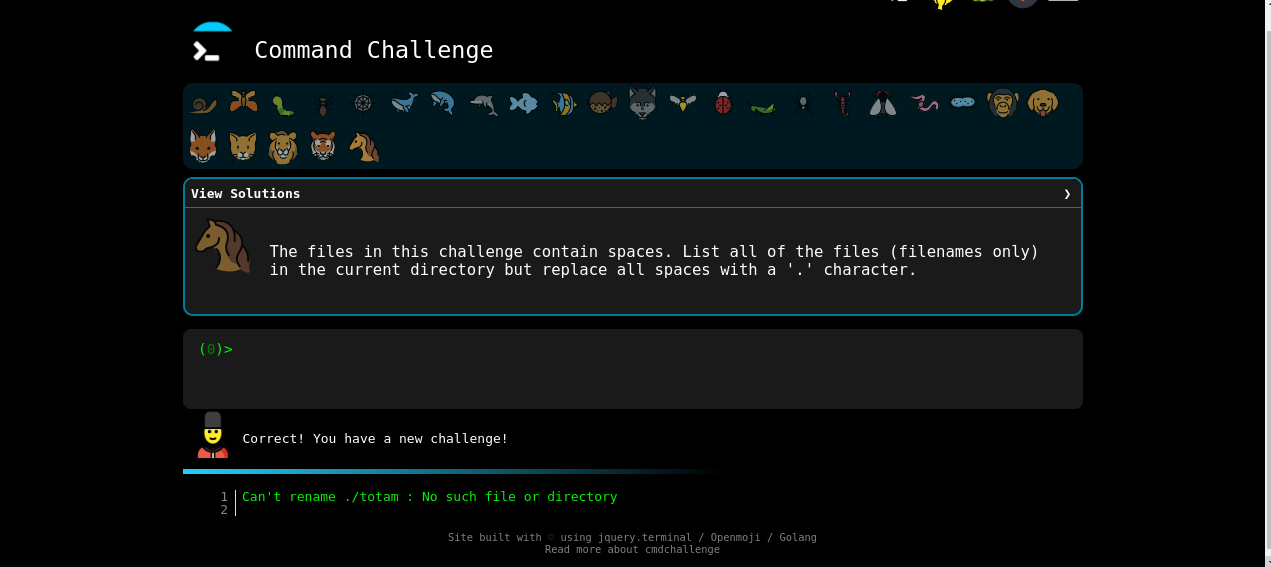 Command Challenge
View Solutions ❯
The files in this challenge contain spaces. List all of the files (filenames only)
in the current directory but replace all spaces with a '.' character.
(0)>
Correct! You have a new challenge!
1 Can't rename ./totam : No such file or directory
2
Site built with ♡ using jquery.terminal / Openmoji / Golang
Read more about cmdchallenge